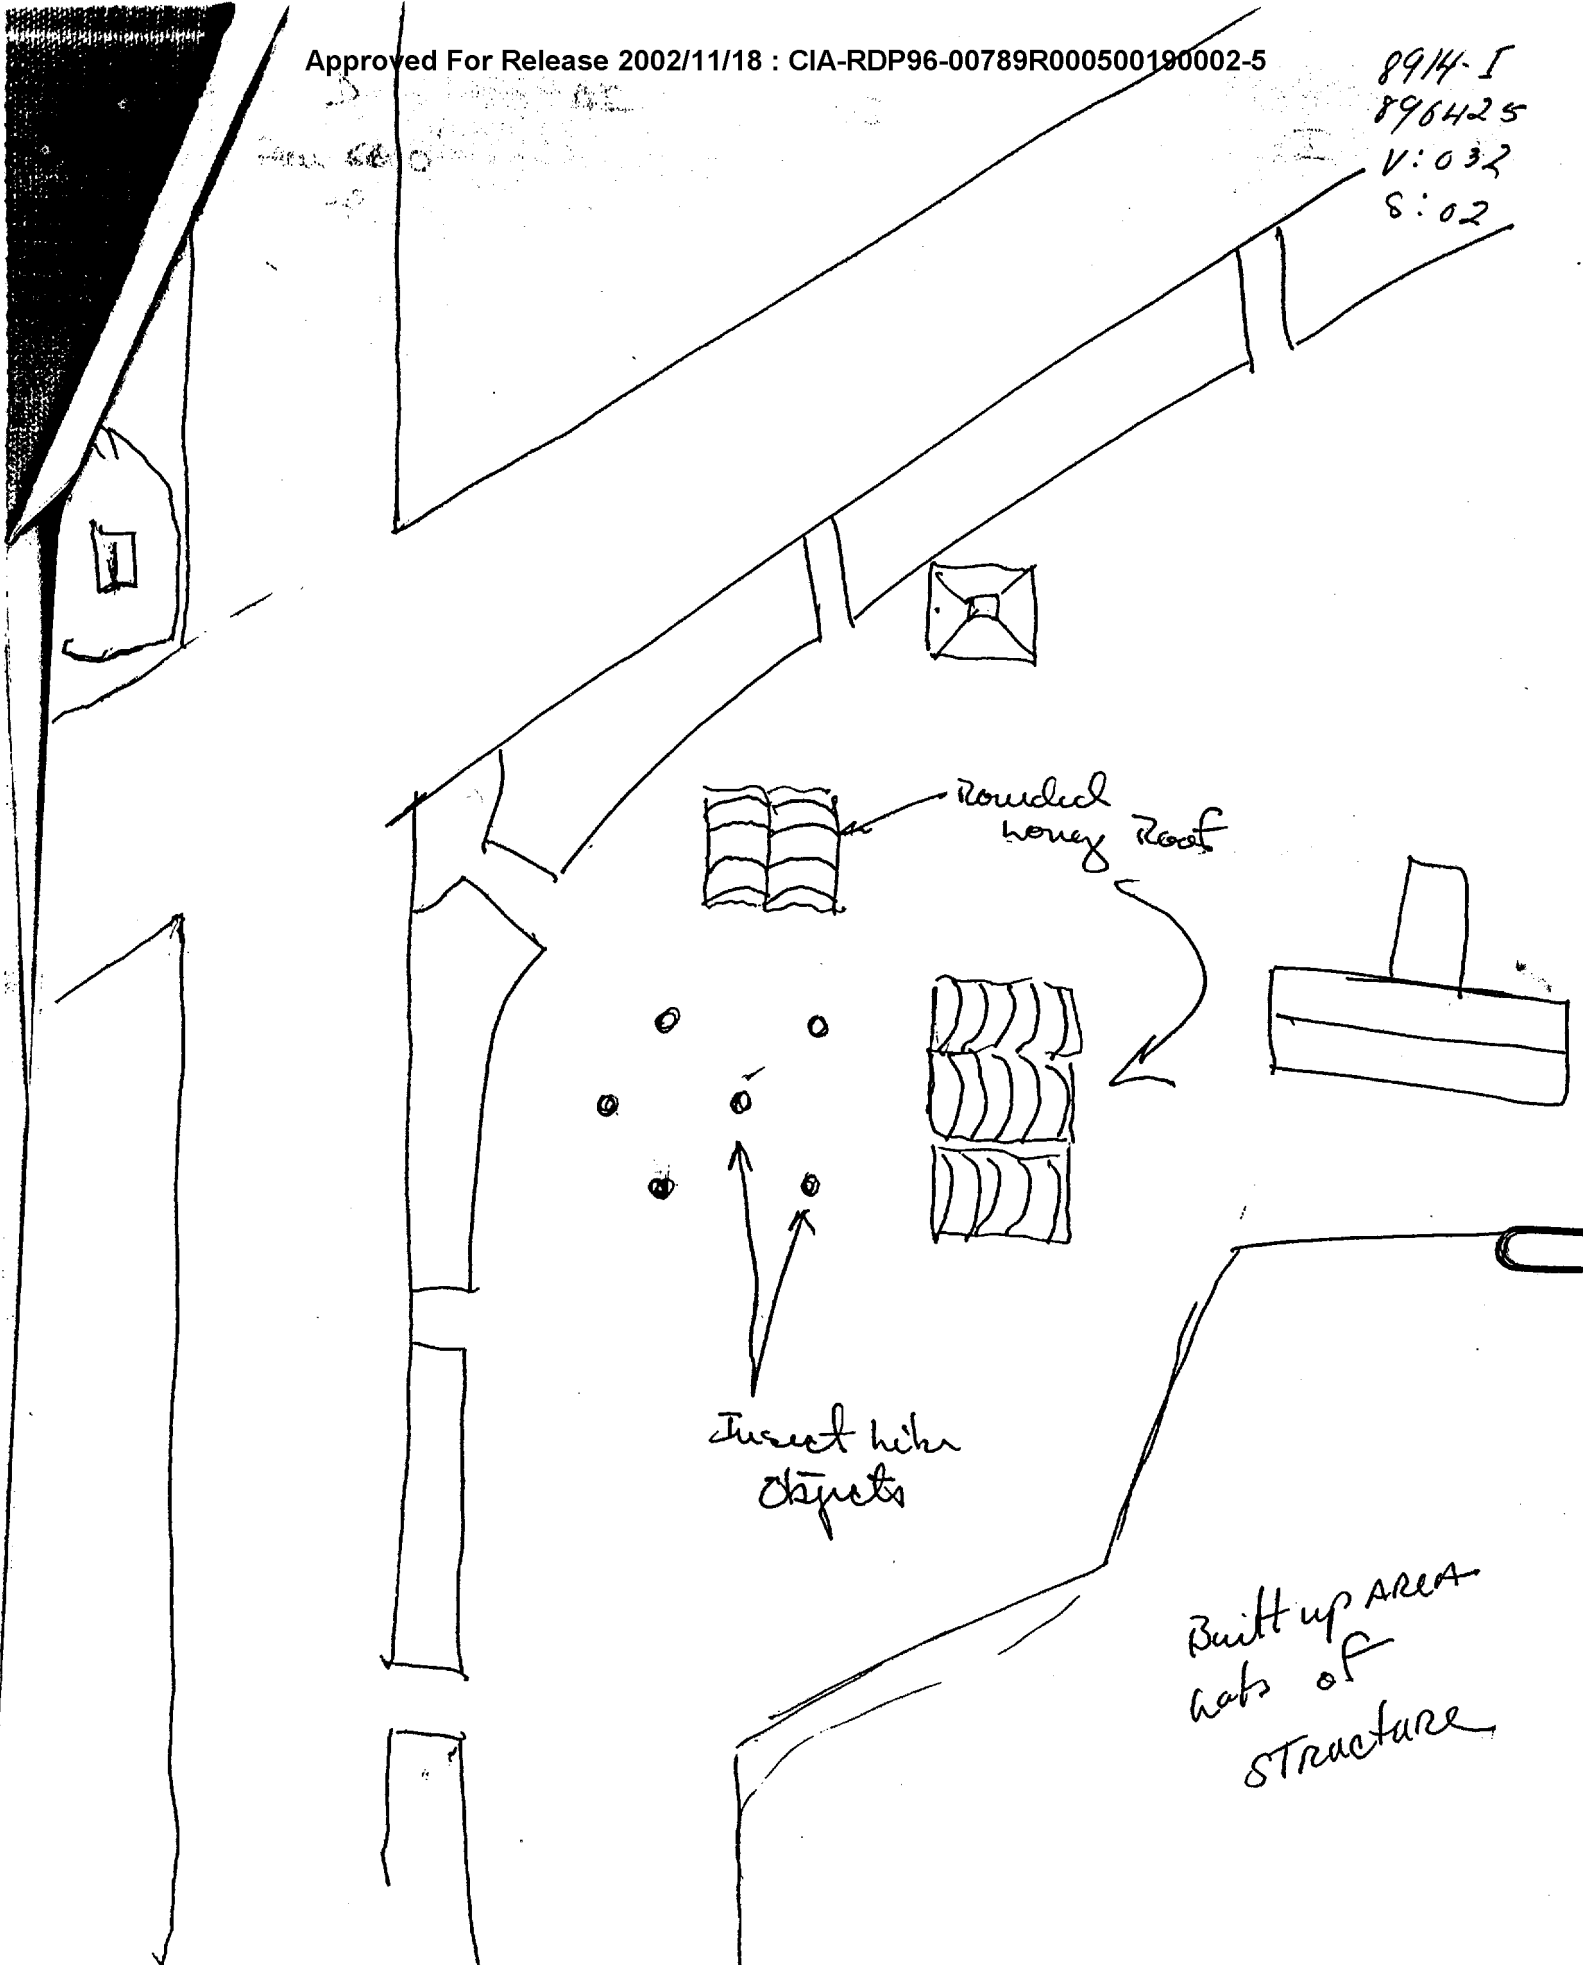 Approved For Release 2002/11/18 : CIA-RDP96-00789R000500190002-5
8914-I
896425
V: 032
S: 02
Rounded
Long Roof
Insect Like
Objects
Built up AREA
Lots of
STRUCTURE